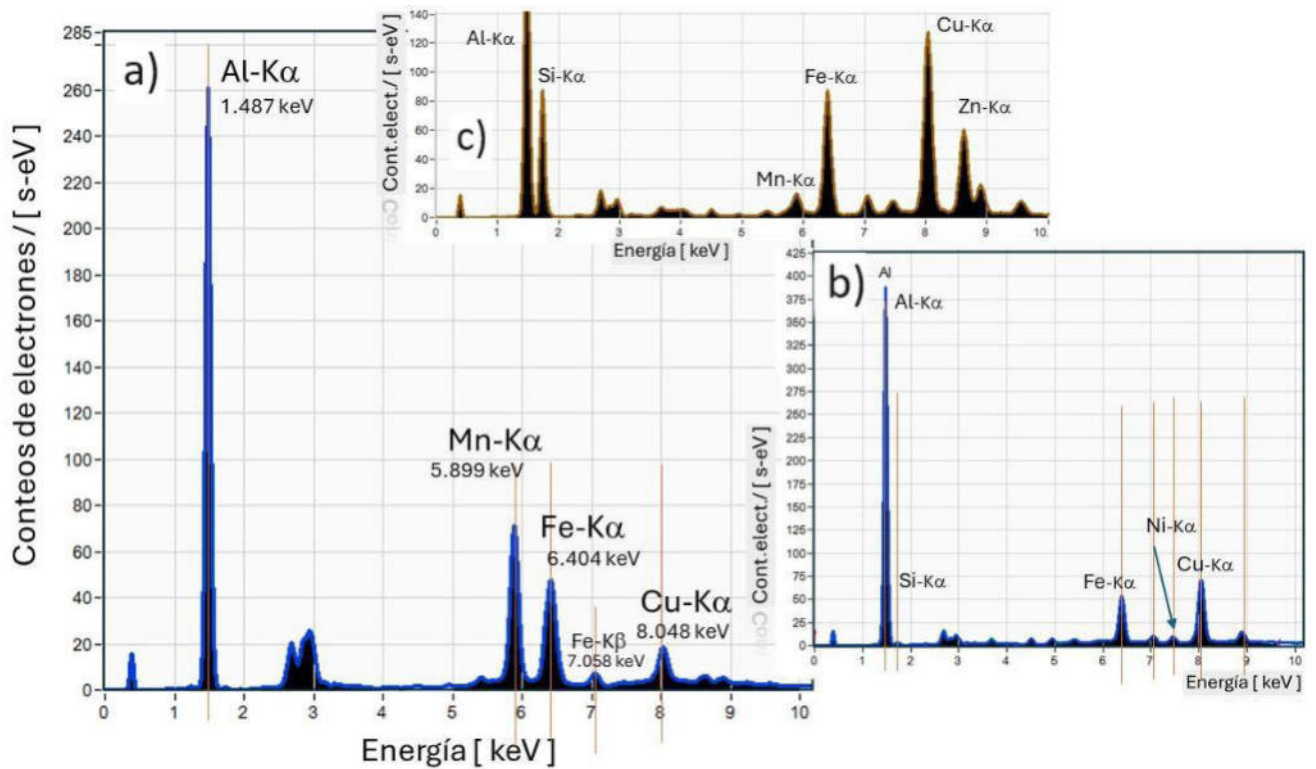 a)
Al-Kα
1.487 keV
Mn-Kα
5.899 keV
Fe-Kα
6.404 keV
Fe-Kβ
7.058 keV
Cu-Kα
8.048 keV
285
260
240
220
200
180
160
140
120
100
80
60
40
20
0
0 1 2 3 4 5 6 7 8 9 10
Conteos de electrones / [ s-eV ]
Energía [ keV ]
c)
Al-Kα
Si-Kα
Mn-Kα
Fe-Kα
Cu-Kα
Zn-Kα
140
120
100
80
60
40
20
0
0 1 2 3 4 5 6 7 8 9 10.
Cont.elect./ [ s-eV ]
Energía [ keV ]
b)
Al
Al-Kα
Si-Kα
Fe-Kα
Ni-Kα
Cu-Kα
425
400
375
350
325
300
275
250
225
200
175
150
125
100
75
50
25
0
0 1 2 3 4 5 6 7 8 9 10
Cont.elect./ [ s-eV ]
Energía [ keV ]